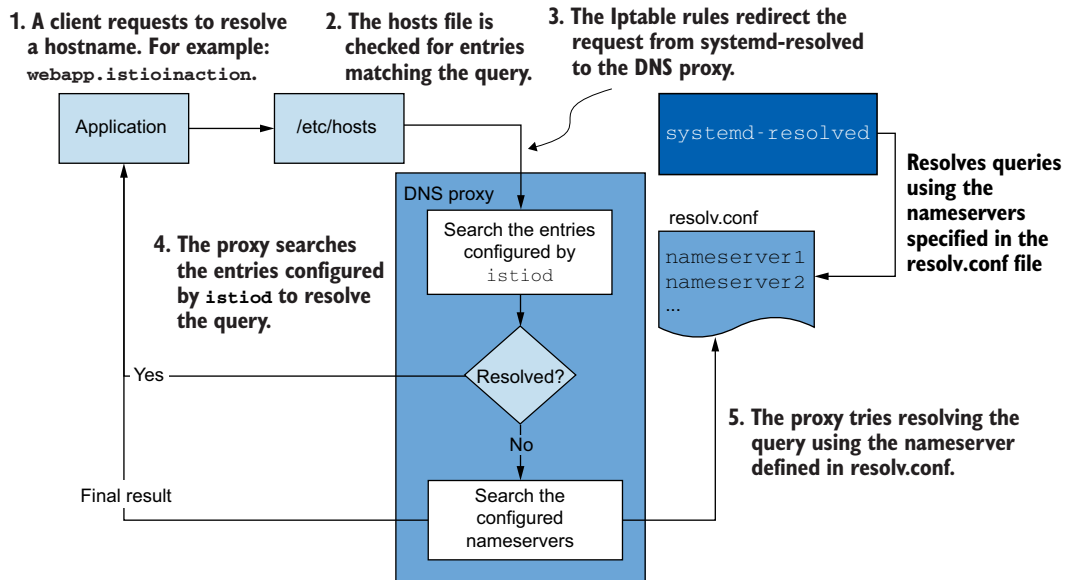 1. A client requests to resolve
a hostname. For example:
webapp.istioinaction.
2. The hosts file is
checked for entries
matching the query.
3. The Iptable rules redirect the
request from systemd-resolved
to the DNS proxy.
Application
/etc/hosts
systemd-resolved
Resolves queries
using the
nameservers
specified in the
resolv.conf file
DNS proxy
Search the entries
configured by
istiod
resolv.conf
nameserver1
nameserver2
...
4. The proxy searches
the entries configured
by istiod to resolve
the query.
Yes
Resolved?
No
5. The proxy tries resolving the
query using the nameserver
defined in resolv.conf.
Final result
Search the
configured
nameservers